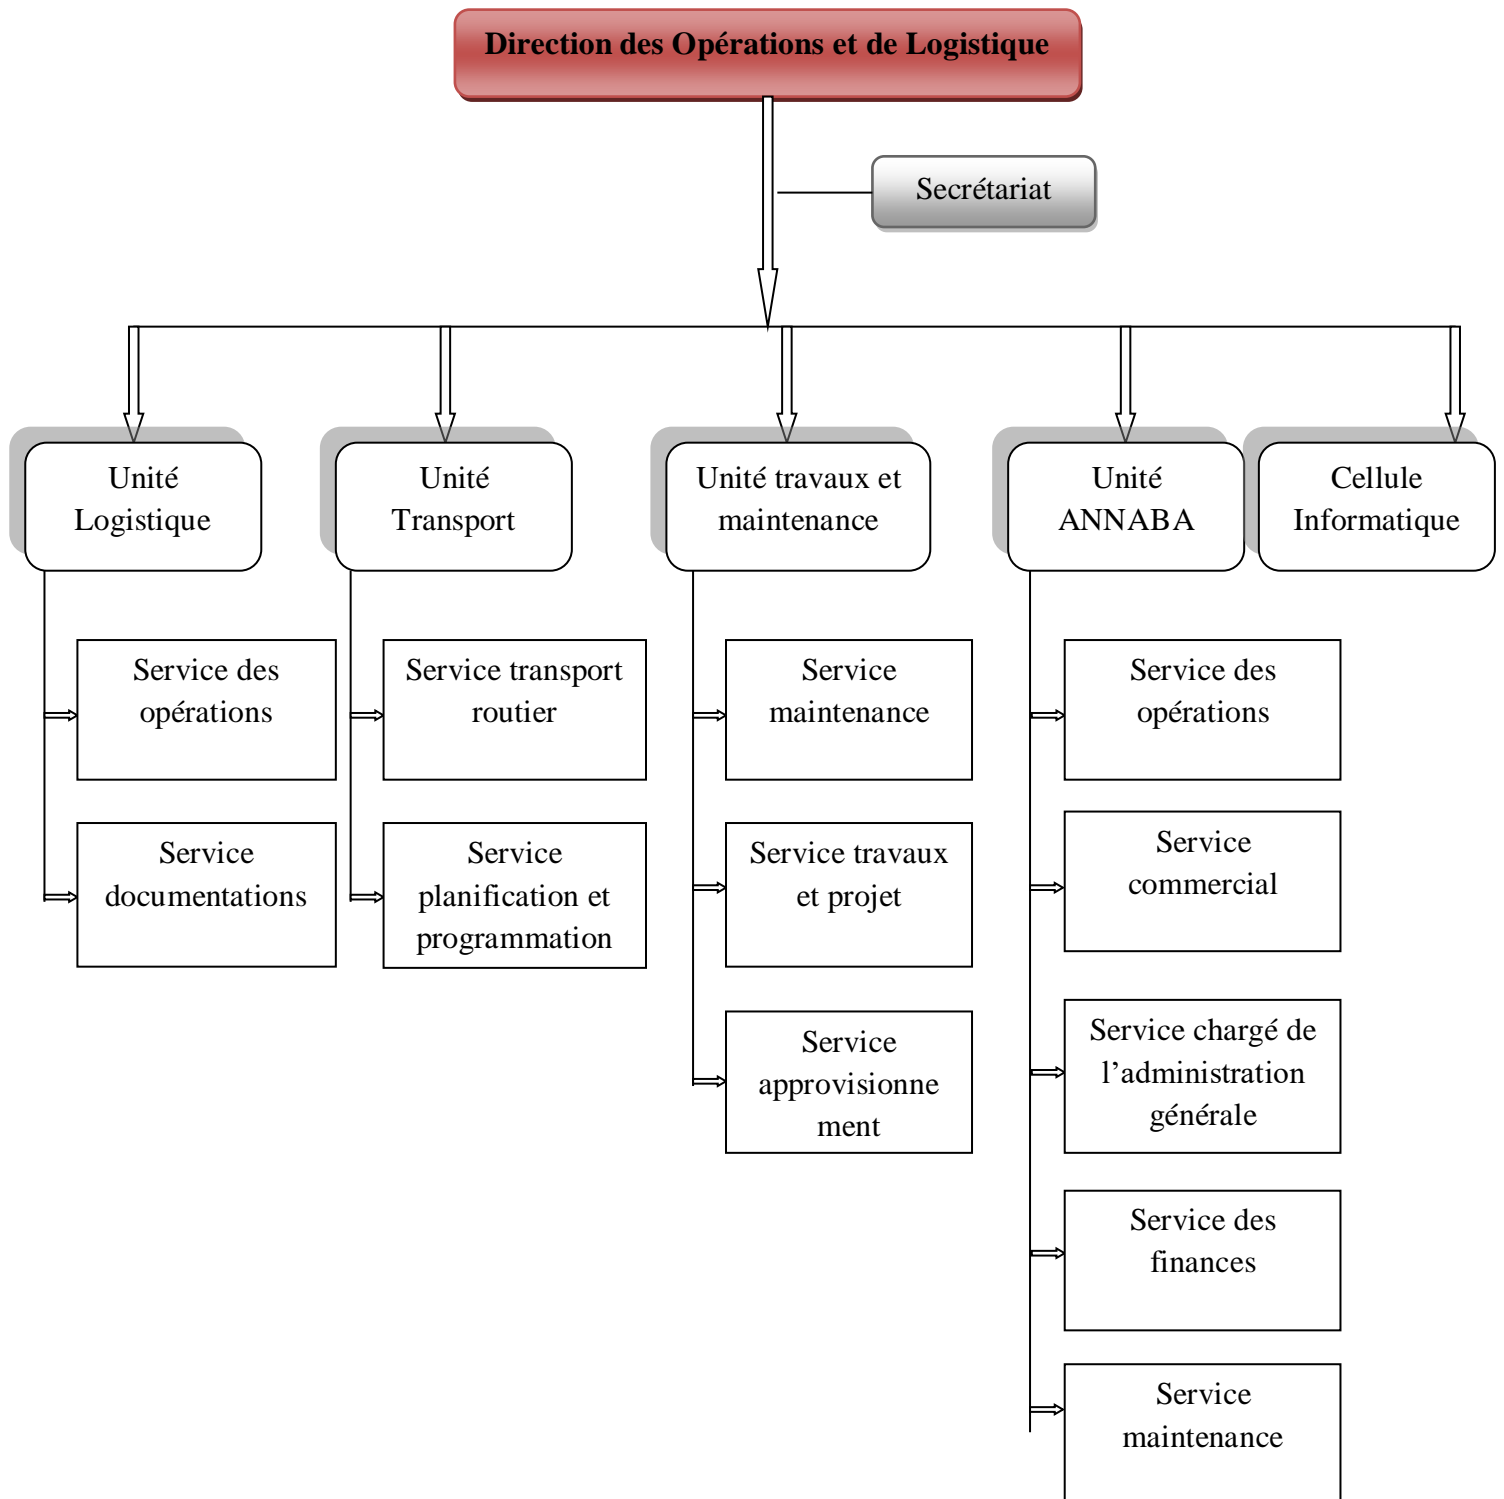 Direction des Opérations et de Logistique
Secrétariat
Unité
Logistique
Unité
Transport
Unité travaux et
maintenance
Unité
ANNABA
Cellule
Informatique
Service des
opérations
Service
documentations
Service transport
routier
Service
planification et
programmation
Service
maintenance
Service travaux
et projet
Service
approvisionne
ment
Service des
opérations
Service
commercial
Service chargé de
l’administration
générale
Service des
finances
Service
maintenance